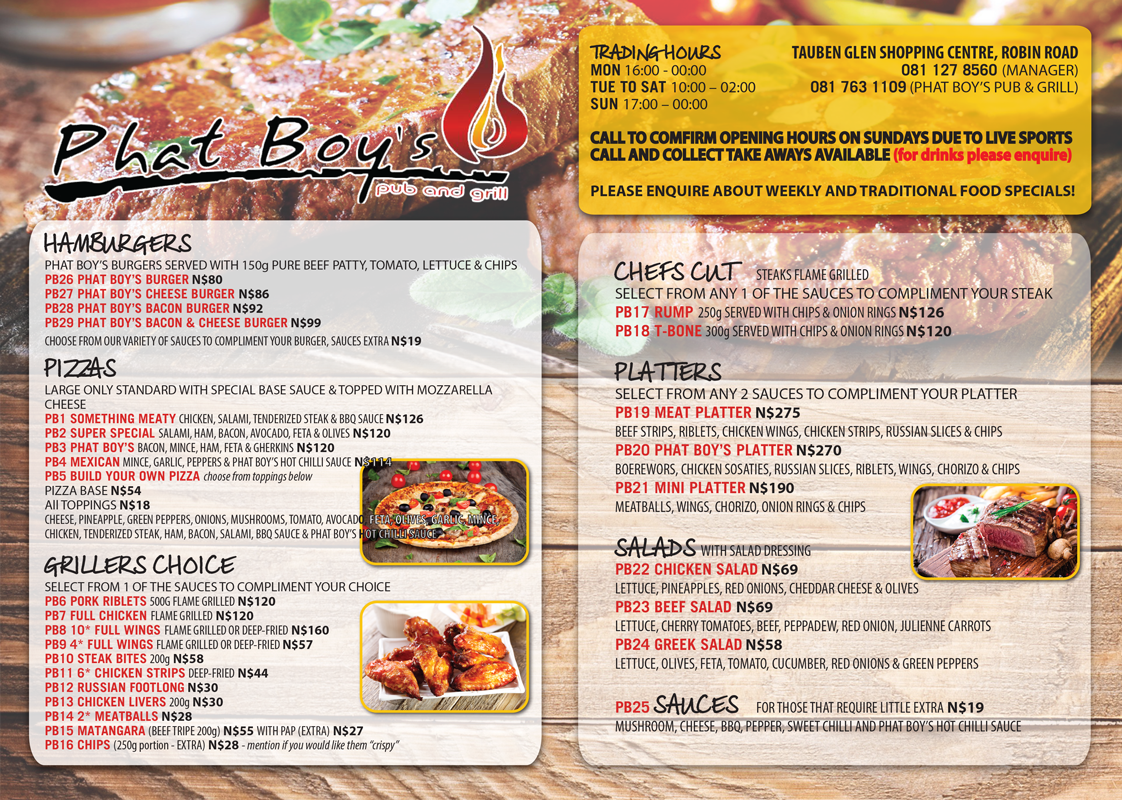 Phat Boy's
pub and grill
TRADING HOURS
MON 16:00 - 00:00
TUE TO SAT 10:00 – 02:00
SUN 17:00 – 00:00
TAUBEN GLEN SHOPPING CENTRE, ROBIN ROAD
081 127 8560 (MANAGER)
081 763 1109 (PHAT BOY'S PUB & GRILL)
CALL TO COMFIRM OPENING HOURS ON SUNDAYS DUE TO LIVE SPORTS
CALL AND COLLECT TAKE AWAYS AVAILABLE (for drinks please enquire)
PLEASE ENQUIRE ABOUT WEEKLY AND TRADITIONAL FOOD SPECIALS!
HAMBURGERS
PHAT BOY'S BURGERS SERVED WITH 150g PURE BEEF PATTY, TOMATO, LETTUCE & CHIPS
PB26 PHAT BOY'S BURGER N$80
PB27 PHAT BOY'S CHEESE BURGER N$86
PB28 PHAT BOY'S BACON BURGER N$92
PB29 PHAT BOY'S BACON & CHEESE BURGER N$99
CHOOSE FROM OUR VARIETY OF SAUCES TO COMPLIMENT YOUR BURGER, SAUCES EXTRA N$19
PIZZAS
LARGE ONLY STANDARD WITH SPECIAL BASE SAUCE & TOPPED WITH MOZZARELLA
CHEESE
PB1 SOMETHING MEATY CHICKEN, SALAMI, TENDERIZED STEAK & BBQ SAUCE N$126
PB2 SUPER SPECIAL SALAMI, HAM, BACON, AVOCADO, FETA & OLIVES N$120
PB3 PHAT BOY'S BACON, MINCE, HAM, FETA & GHERKINS N$120
PB4 MEXICAN MINCE, GARLIC, PEPPERS & PHAT BOY'S HOT CHILLI SAUCE N$114
PB5 BUILD YOUR OWN PIZZA choose from toppings below
PIZZA BASE N$54
All TOPPINGS N$18
CHEESE, PINEAPPLE, GREEN PEPPERS, ONIONS, MUSHROOMS, TOMATO, AVOCADO, FETA, OLIVES, GARLIC, MINCE,
CHICKEN, TENDERIZED STEAK, HAM, BACON, SALAMI, BBQ SAUCE & PHAT BOY'S HOT CHILLI SAUCE
GRILLERS CHOICE
SELECT FROM 1 OF THE SAUCES TO COMPLIMENT YOUR CHOICE
PB6 PORK RIBLETS 500G FLAME GRILLED N$120
PB7 FULL CHICKEN FLAME GRILLED N$120
PB8 10* FULL WINGS FLAME GRILLED OR DEEP-FRIED N$160
PB9 4* FULL WINGS FLAME GRILLED OR DEEP-FRIED N$57
PB10 STEAK BITES 200g N$58
PB11 6* CHICKEN STRIPS DEEP-FRIED N$44
PB12 RUSSIAN FOOTLONG N$30
PB13 CHICKEN LIVERS 200g N$30
PB14 2* MEATBALLS N$28
PB15 MATANGARA (BEEF TRIPE 200g) N$55 WITH PAP (EXTRA) N$27
PB16 CHIPS (250g portion - EXTRA) N$28 - mention if you would like them "crispy"
CHEFS CUT STEAKS FLAME GRILLED
SELECT FROM ANY 1 OF THE SAUCES TO COMPLIMENT YOUR STEAK
PB17 RUMP 250g SERVED WITH CHIPS & ONION RINGS N$126
PB18 T-BONE 300g SERVED WITH CHIPS & ONION RINGS N$120
PLATTERS
SELECT FROM ANY 2 SAUCES TO COMPLIMENT YOUR PLATTER
PB19 MEAT PLATTER N$275
BEEF STRIPS, RIBLETS, CHICKEN WINGS, CHICKEN STRIPS, RUSSIAN SLICES & CHIPS
PB20 PHAT BOY'S PLATTER N$270
BOEREWORS, CHICKEN SOSATIES, RUSSIAN SLICES, RIBLETS, WINGS, CHORIZO & CHIPS
PB21 MINI PLATTER N$190
MEATBALLS, WINGS, CHORIZO, ONION RINGS & CHIPS
SALADS WITH SALAD DRESSING
PB22 CHICKEN SALAD N$69
LETTUCE, PINEAPPLES, RED ONIONS, CHEDDAR CHEESE & OLIVES
PB23 BEEF SALAD N$69
LETTUCE, CHERRY TOMATOES, BEEF, PEPPADEW, RED ONION, JULIENNE CARROTS
PB24 GREEK SALAD N$58
LETTUCE, OLIVES, FETA, TOMATO, CUCUMBER, RED ONIONS & GREEN PEPPERS
PB25 SAUCES FOR THOSE THAT REQUIRE LITTLE EXTRA N$19
MUSHROOM, CHEESE, BBQ, PEPPER, SWEET CHILLI AND PHAT BOY'S HOT CHILLI SAUCE